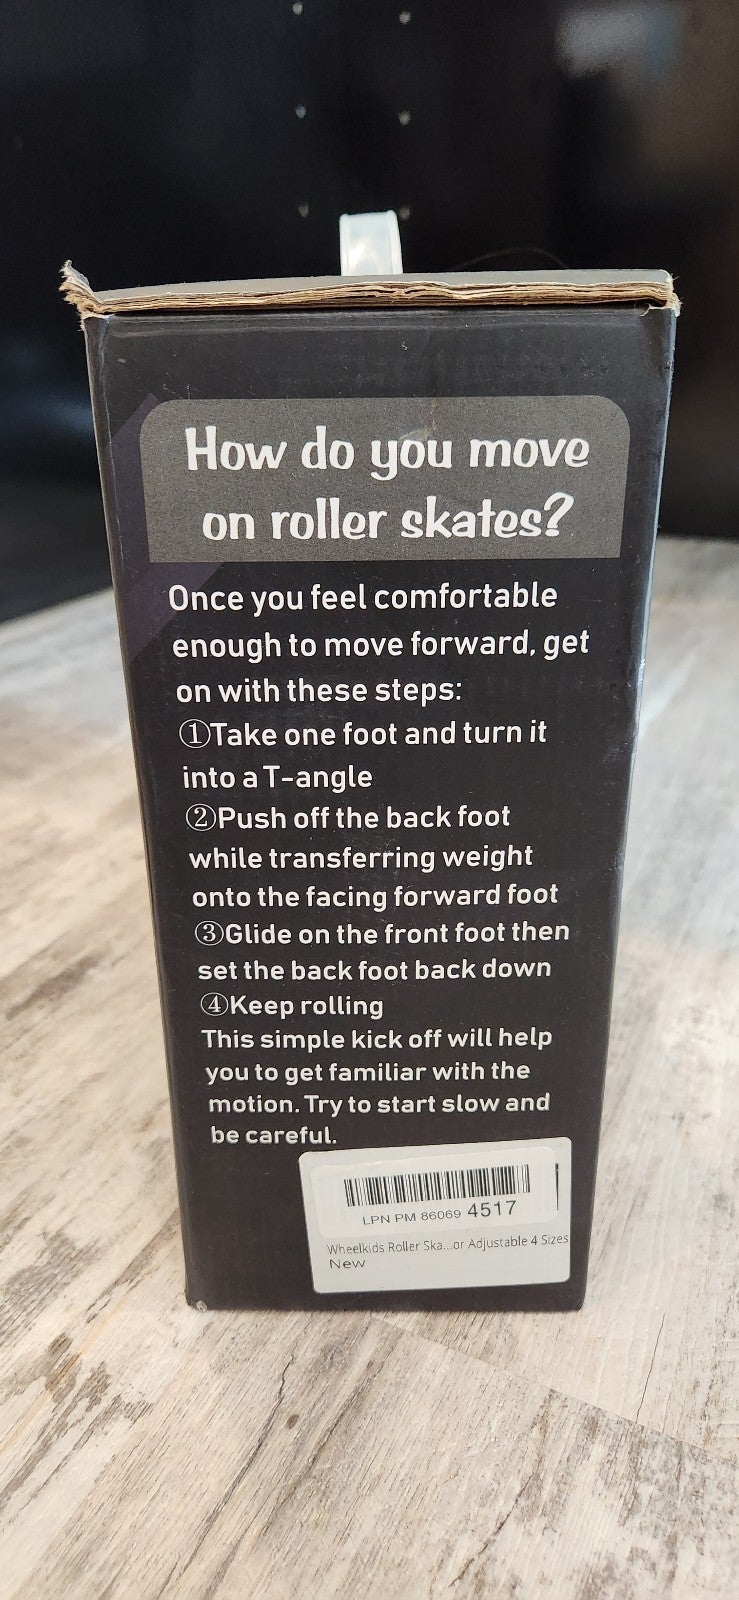 How do you move
on roller skates?
Once you feel comfortable
enough to move forward, get
on with these steps:
①Take one foot and turn it
into a T-angle
②Push off the back foot
while transferring weight
onto the facing forward foot
③Glide on the front foot then
set the back foot back down
④Keep rolling
This simple kick off will help
you to get familiar with the
motion. Try to start slow and
be careful.
LPN PM 86069 4517
Wheelkids Roller Ska...or Adjustable 4 Sizes
New